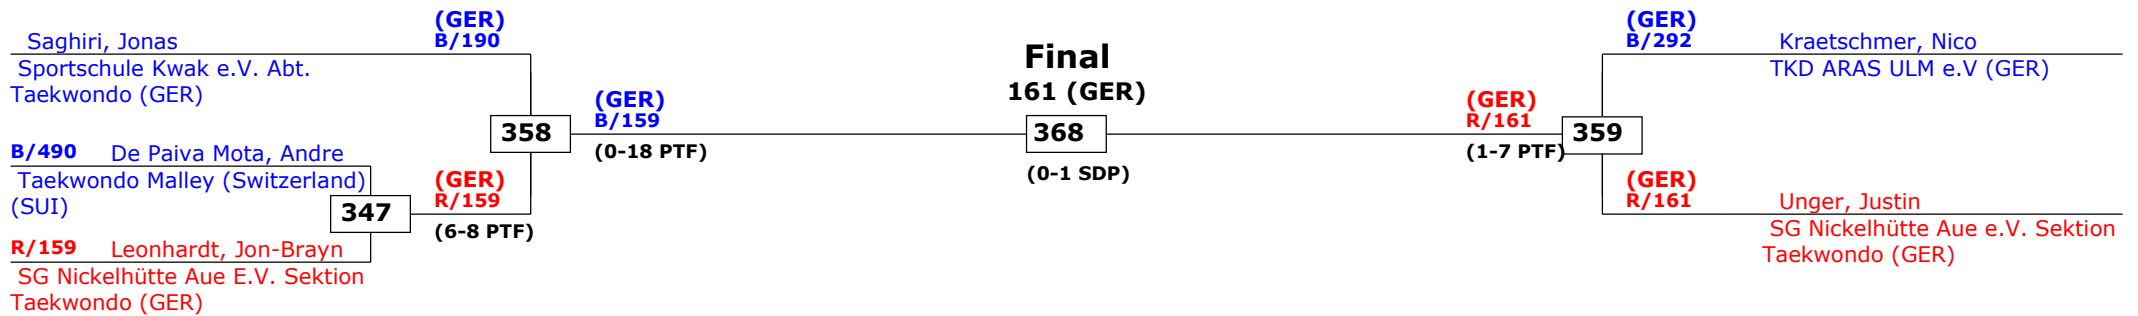 Saghiri, Jonas
Sportschule Kwak e.V. Abt.
Taekwondo (GER)
(GER)
B/190
B/490 De Paiva Mota, Andre
Taekwondo Malley (Switzerland)
(SUI)
347
R/159 Leonhardt, Jon-Brayn
SG Nickelhütte Aue E.V. Sektion
Taekwondo (GER)
(GER)
R/159
(6-8 PTF)
358
(GER)
B/159
(0-18 PTF)
Final
161 (GER)
368
(0-1 SDP)
(GER)
R/161
(1-7 PTF)
359
(GER)
B/292
Kraetschmer, Nico
TKD ARAS ULM e.V (GER)
(GER)
R/161
Unger, Justin
SG Nickelhütte Aue e.V. Sektion
Taekwondo (GER)